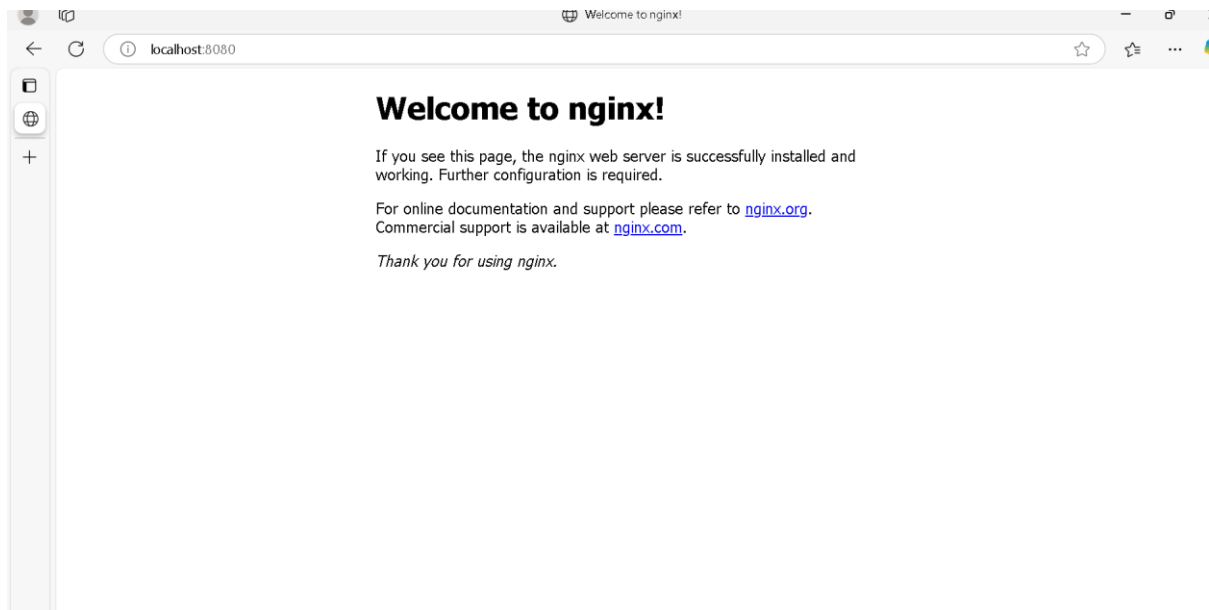 Welcome to nginx!
localhost:8080
Welcome to nginx!
If you see this page, the nginx web server is successfully installed and
working. Further configuration is required.
For online documentation and support please refer to nginx.org.
Commercial support is available at nginx.com.
Thank you for using nginx.